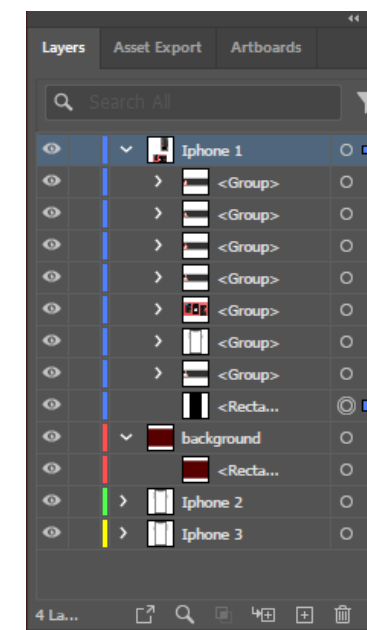 Layers Asset Export Artboards
Search All
Iphone 1
<Group>
<Group>
<Group>
<Group>
<Group>
<Group>
<Group>
<Recta...
background
<Recta...
Iphone 2
Iphone 3
4 La...